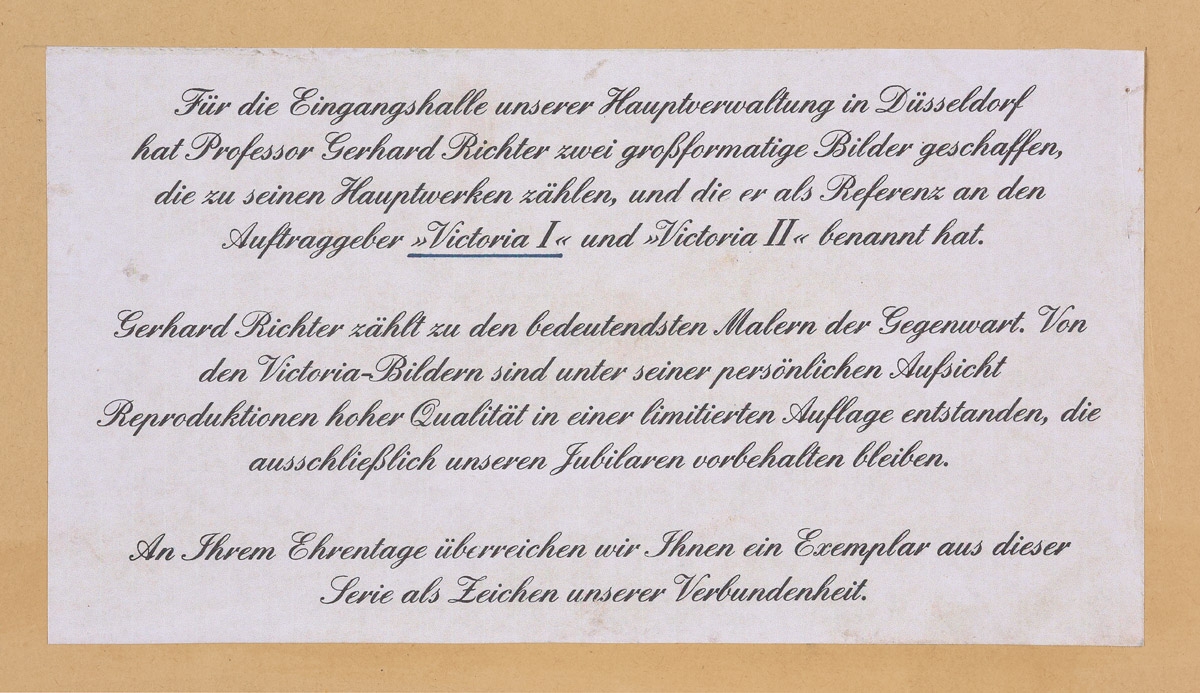 Für die Eingangshalle unserer Hauptverwaltung in Düsseldorf
hat Professor Gerhard Richter zwei großformatige Bilder geschaffen,
die zu seinen Hauptwerken zählen, und die er als Referenz an den
Auftraggeber »Victoria I« und »Victoria II« benannt hat.
Gerhard Richter zählt zu den bedeutendsten Malern der Gegenwart. Von
den Victoria-Bildern sind unter seiner persönlichen Aufsicht
Reproduktionen hoher Qualität in einer limitierten Auflage entstanden, die
ausschließlich unseren Jubilaren vorbehalten bleiben.
An Ihrem Ehrentage überreichen wir Ihnen ein Exemplar aus dieser
Serie als Zeichen unserer Verbundenheit.